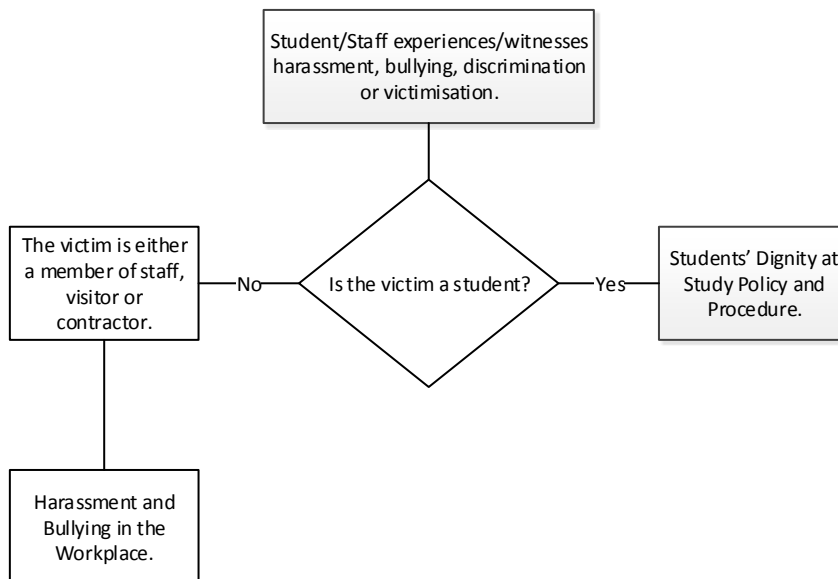 Student/Staff experiences/witnesses
harassment, bullying, discrimination
or victimisation.
The victim is either
a member of staff,
visitor or
contractor.
No
Is the victim a student?
Yes
Students’ Dignity at
Study Policy and
Procedure.
Harassment and
Bullying in the
Workplace.